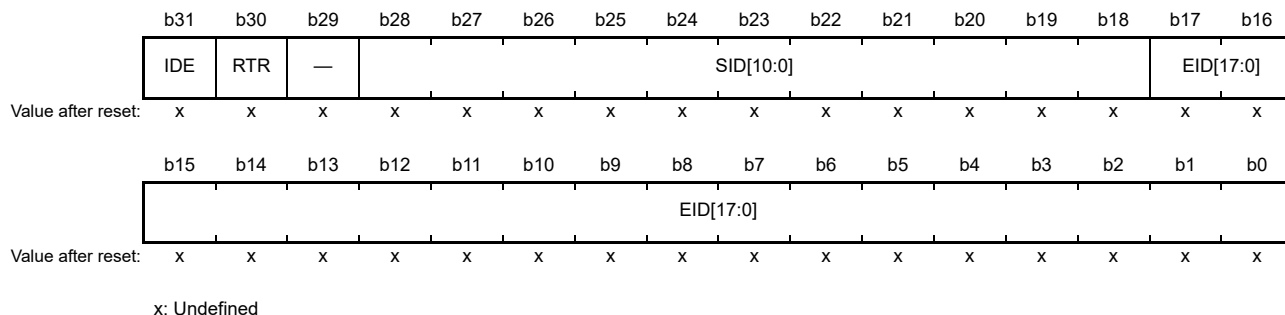 b31 b30 b29 b28 b27 b26 b25 b24 b23 b22 b21 b20 b19 b18 b17 b16
IDE RTR — SID[10:0] EID[17:0]
Value after reset: x x x x x x x x x x x x x x x x
b15 b14 b13 b12 b11 b10 b9 b8 b7 b6 b5 b4 b3 b2 b1 b0
EID[17:0]
Value after reset: x x x x x x x x x x x x x x x x
x: Undefined